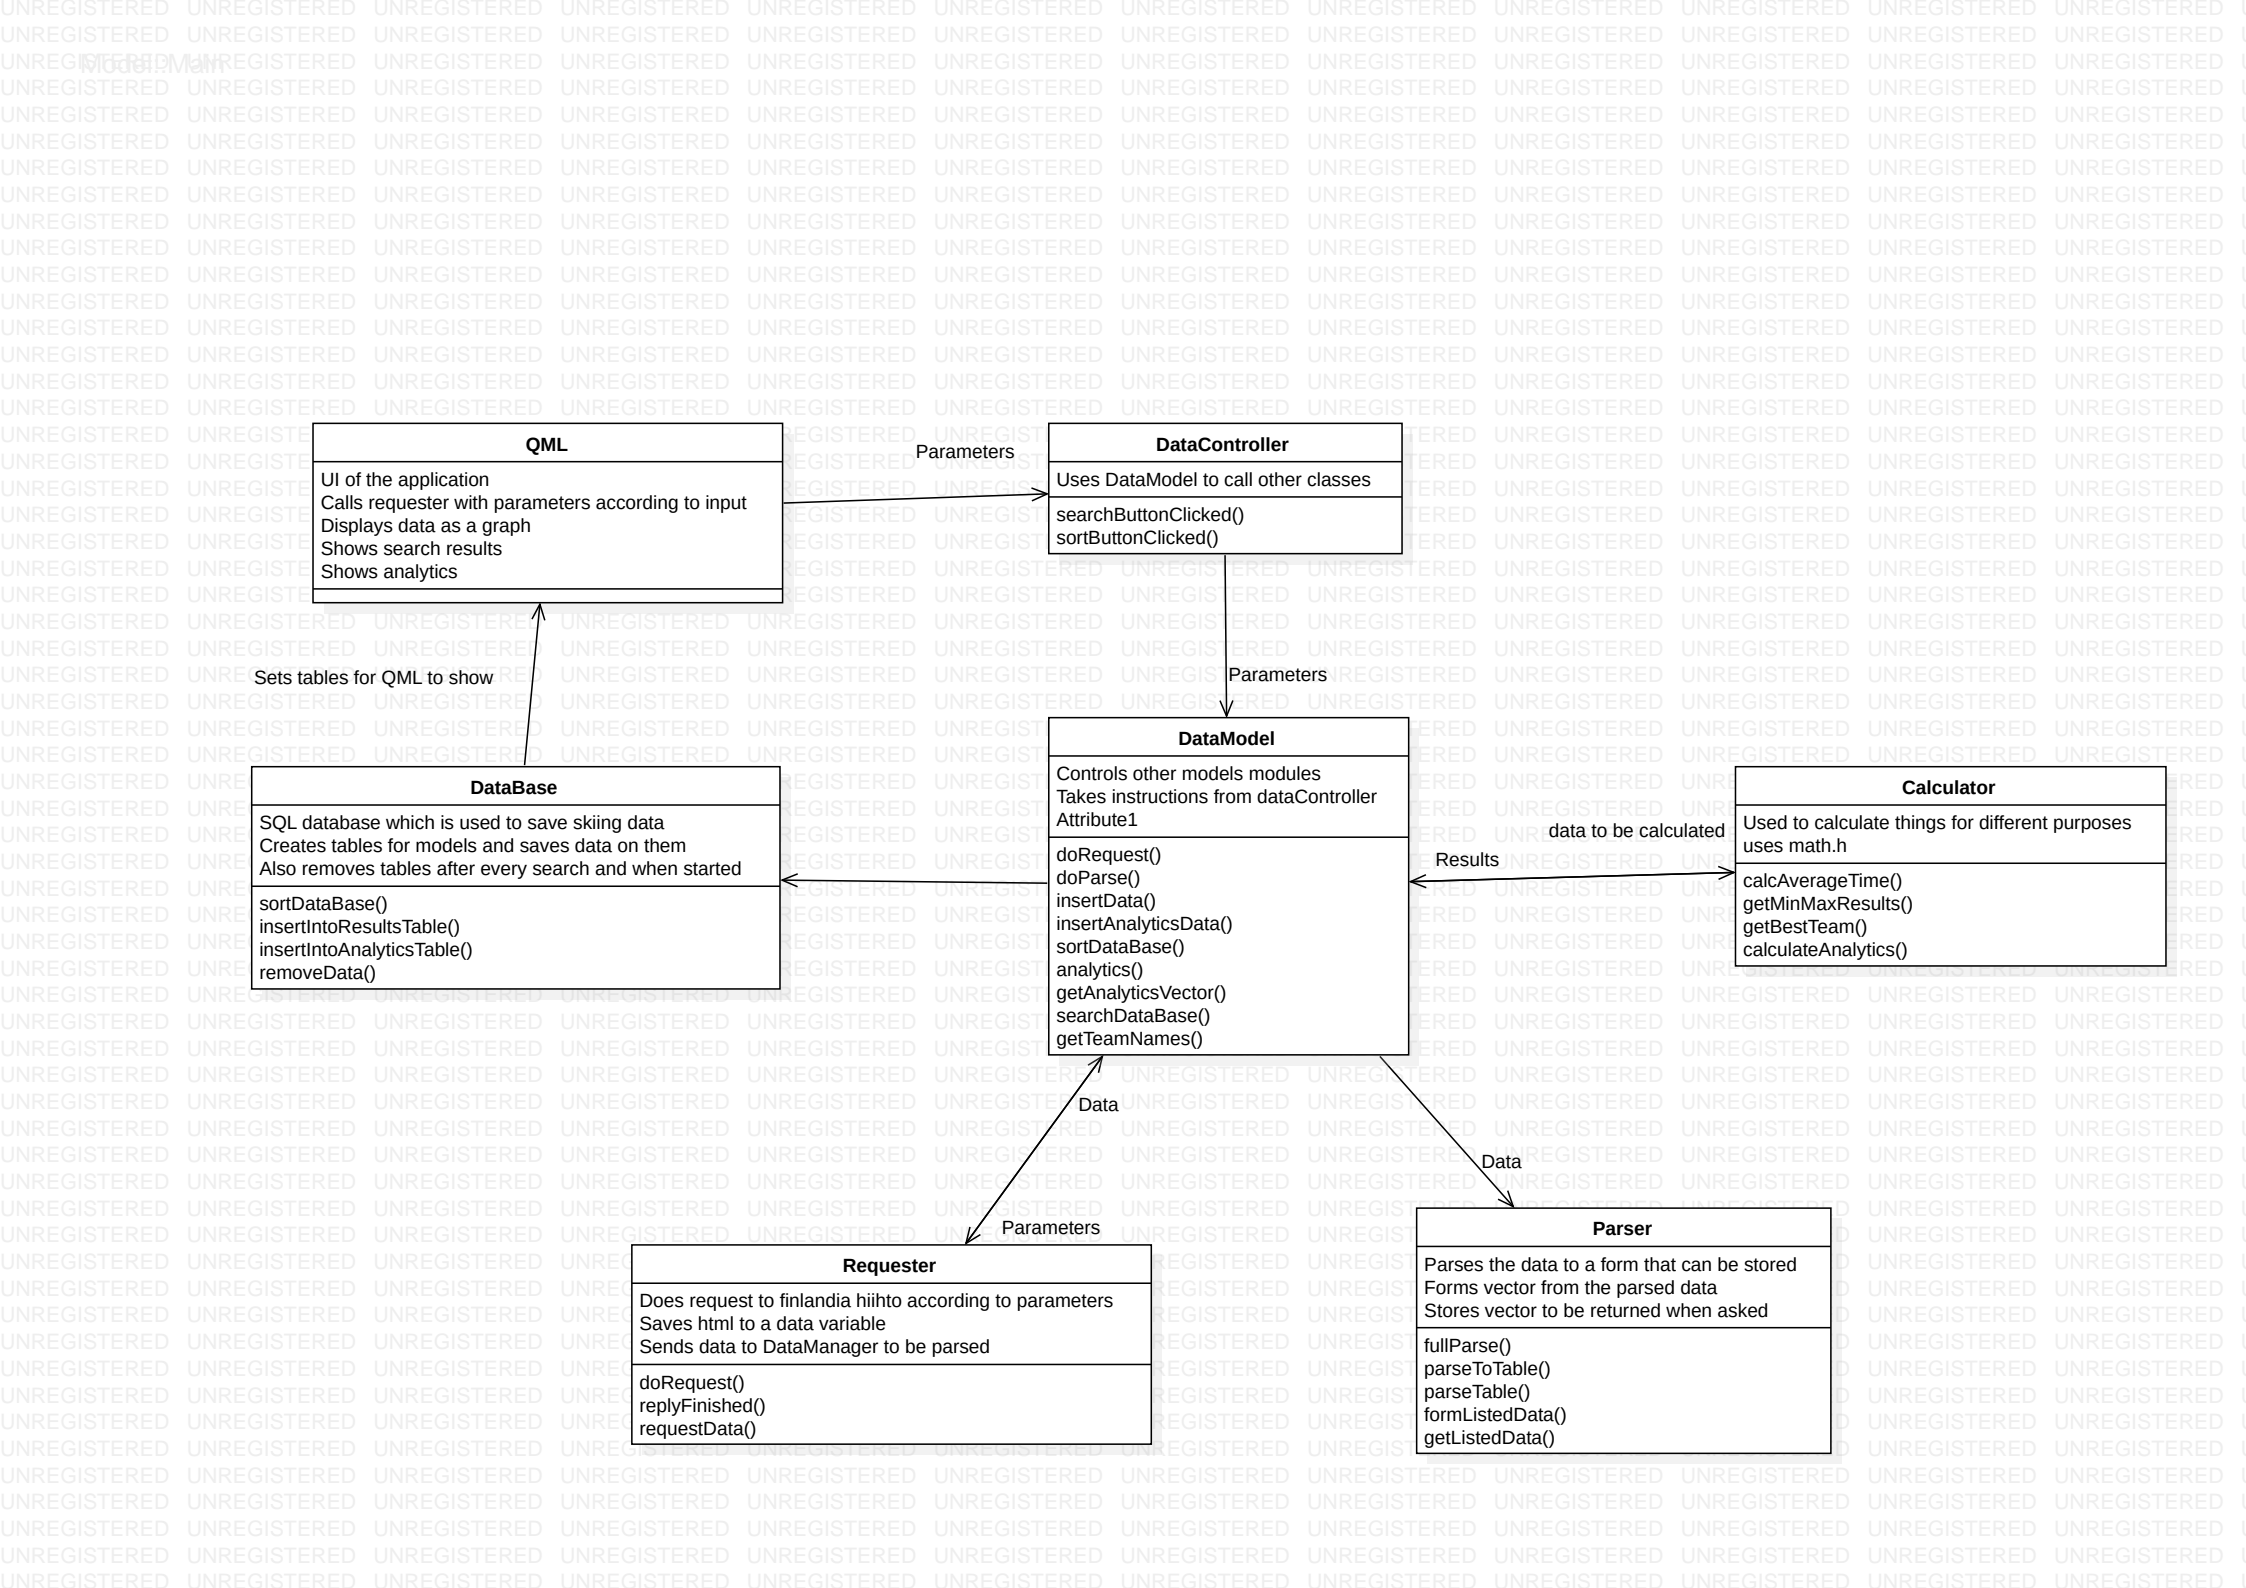 Model::Main
QML
UI of the application
Calls requester with parameters according to input
Displays data as a graph
Shows search results
Shows analytics
Parameters
DataController
Uses DataModel to call other classes
searchButtonClicked()
sortButtonClicked()
Sets tables for QML to show
Parameters
DataBase
SQL database which is used to save skiing data
Creates tables for models and saves data on them
Also removes tables after every search and when started
sortDataBase()
insertIntoResultsTable()
insertIntoAnalyticsTable()
removeData()
DataModel
Controls other models modules
Takes instructions from dataController
Attribute1
doRequest()
doParse()
insertData()
insertAnalyticsData()
sortDataBase()
analytics()
getAnalyticsVector()
searchDataBase()
getTeamNames()
data to be calculated
Results
Calculator
Used to calculate things for different purposes
uses math.h
calcAverageTime()
getMinMaxResults()
getBestTeam()
calculateAnalytics()
Data
Parameters
Data
Requester
Does request to finlandia hiihto according to parameters
Saves html to a data variable
Sends data to DataManager to be parsed
doRequest()
replyFinished()
requestData()
Parser
Parses the data to a form that can be stored
Forms vector from the parsed data
Stores vector to be returned when asked
fullParse()
parseToTable()
parseTable()
formListedData()
getListedData()
UNREGISTERED